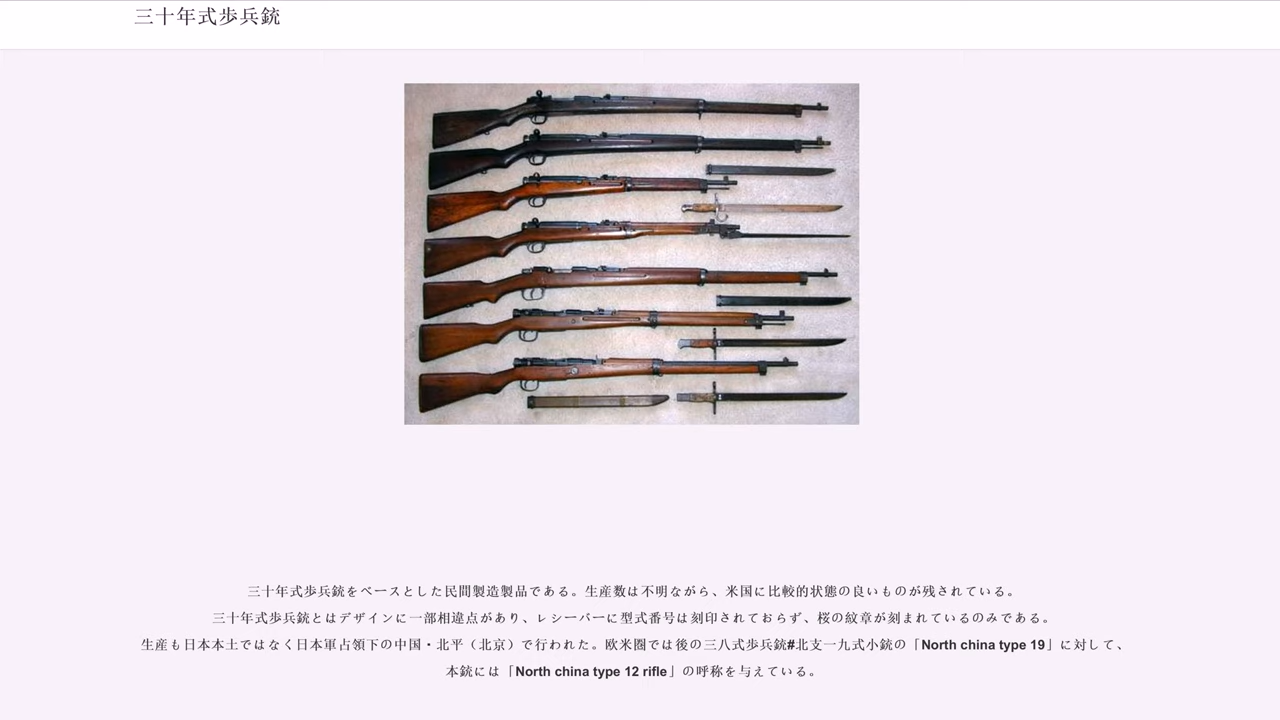 三十年式歩兵銃
三十年式歩兵銃をベースとした民間製造製品である。生産数は不明ながら、米国に比較的状態の良いものが残されている。
三十年式歩兵銃とはデザインに一部相違点があり、レシーバーに型式番号は刻印されておらず、桜の紋章が刻まれているのみである。
生産も日本本土ではなく日本軍占領下の中国・北平（北京）で行われた。欧米圏では後の三八式歩兵銃#北支一九式小銃の「North china type 19」に対して、
本銃には「North china type 12 rifle」の呼称を与えている。